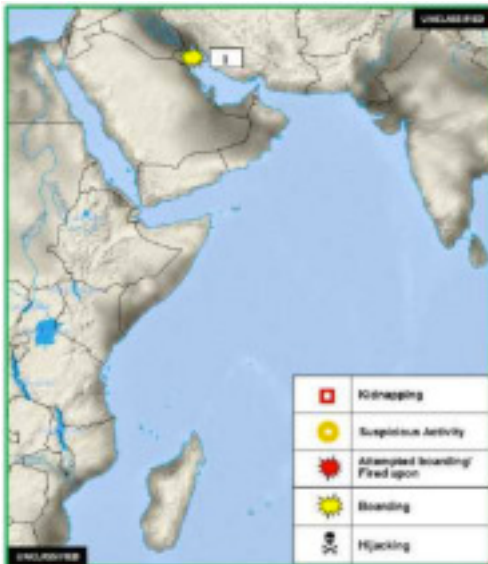 UNCLASSIFIED
1
Kidnapping
Suspicious Activity
Attempted boarding/
Fired upon
Boarding
Hijacking
UNCLASSIFIED